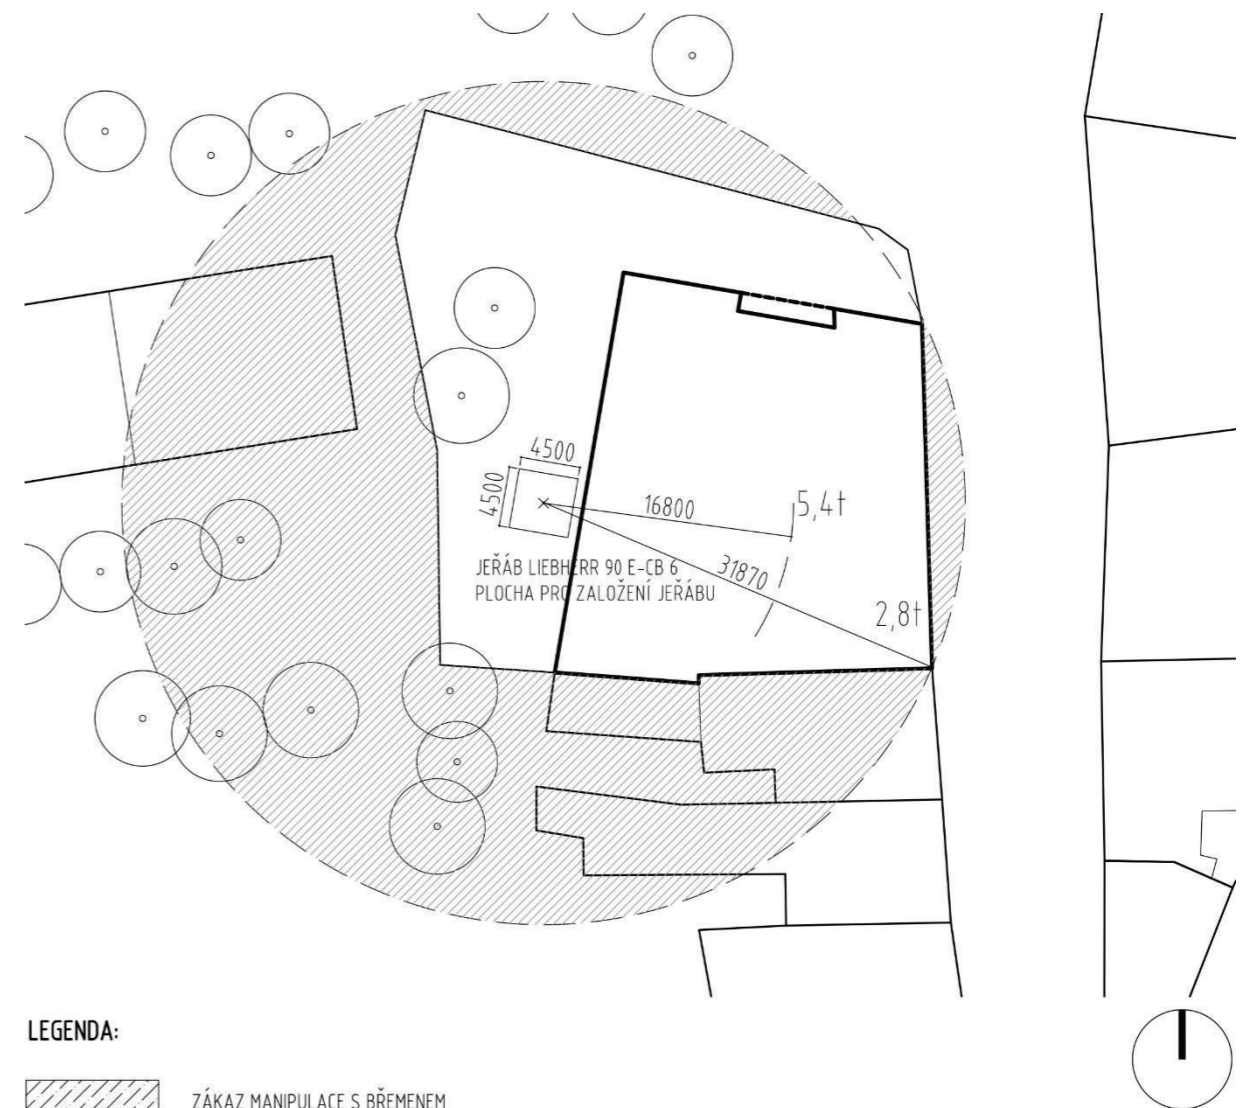 4500
4500
16800
5,4t
JEŘÁB LIEBHERR 90 E-CB 6
PLOCHA PRO ZALOŽENÍ JEŘÁBU
31870
2,8t
LEGENDA:
ZÁKAZ MANIPULACE S BŘEMENEM